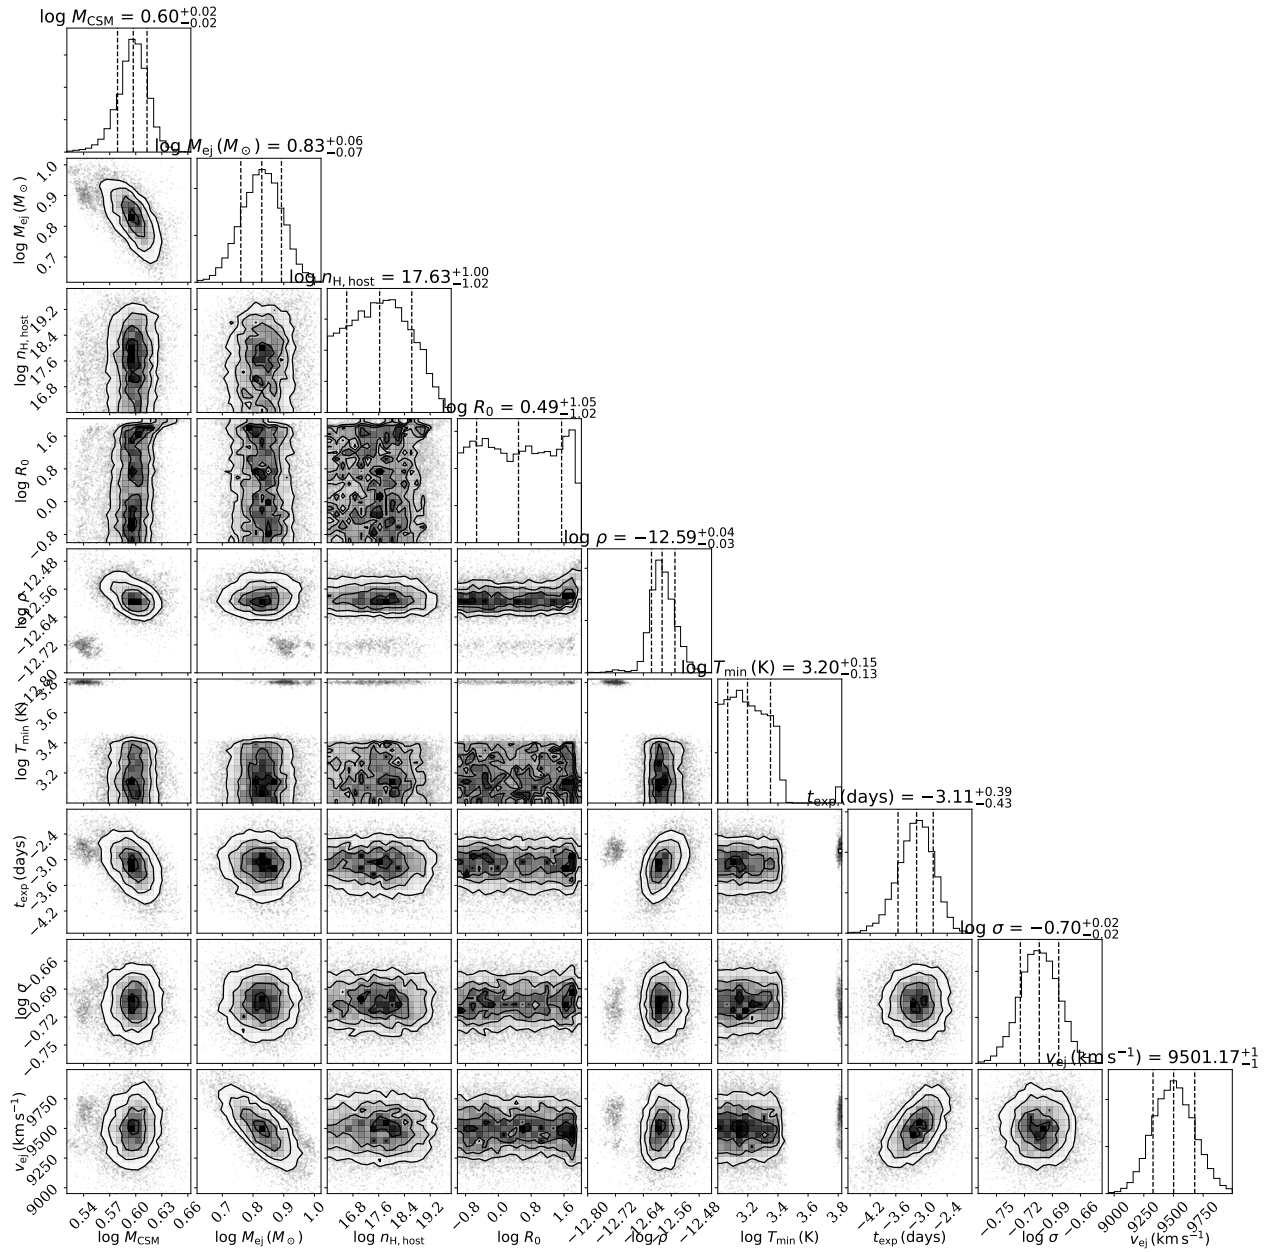 log M_CSM = 0.60 +0.02 −0.02
log M_ej (M_⊙) = 0.83 +0.06 −0.07
1.0
0.9
0.8
0.7
log M_ej (M_⊙)
log n_H, host = 17.63 +1.00 −1.02
19.2
18.4
17.6
16.8
log n_H, host
log R_0 = 0.49 +1.05 −1.02
1.6
0.8
0.0
−0.8
log R_0
log ρ = −12.59 +0.04 −0.03
−12.48
−12.56
−12.64
−12.72
−12.80
log ρ
log T_min (K) = 3.20 +0.15 −0.13
3.8
3.6
3.4
3.2
log T_min (K)
t_exp (days) = −3.11 +0.39 −0.43
−2.4
−3.0
−3.6
−4.2
t_exp (days)
log σ = −0.70 +0.02 −0.02
−0.66
−0.69
−0.72
−0.75
log σ
v_ej (km s⁻¹) = 9501.17 +1 −1
9750
9500
9250
9000
v_ej (km s⁻¹)
0.54 0.57 0.60 0.63 0.66 0.7 0.8 0.9 1.0 16.8 17.6 18.4 19.2 −0.8 0.0 0.8 1.6 −12.80 −12.72 −12.64 −12.56 −12.48 3.2 3.4 3.6 3.8 −4.2 −3.6 −3.0 −2.4 −0.75 −0.72 −0.69 −0.66 9000 9250 9500 9750
log M_CSM log M_ej (M_⊙) log n_H, host log R_0 log ρ log T_min (K) t_exp (days) log σ v_ej (km s⁻¹)